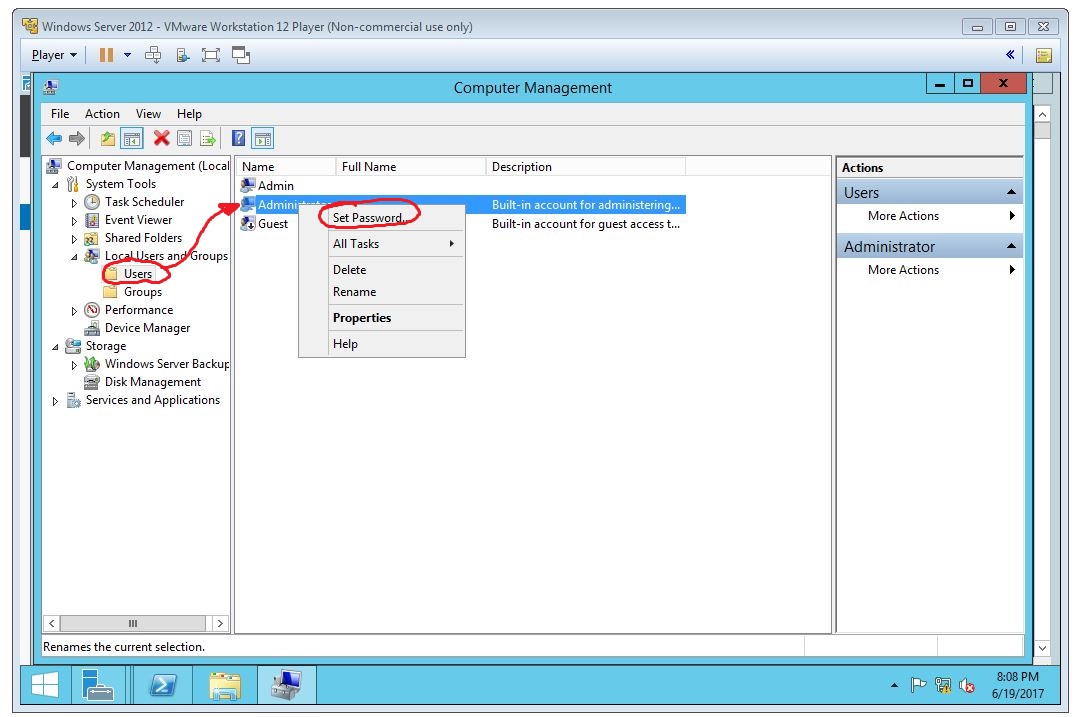 Windows Server 2012 - VMware Workstation 12 Player (Non-commercial use only)
Player
Computer Management
File Action View Help
Computer Management (Local
System Tools
Task Scheduler
Event Viewer
Shared Folders
Local Users and Groups
Users
Groups
Performance
Device Manager
Storage
Windows Server Backup
Disk Management
Services and Applications
Name Full Name Description
Admin
Administrator Built-in account for administering...
Guest Built-in account for guest access t...
Set Password...
All Tasks
Delete
Rename
Properties
Help
Actions
Users
More Actions
Administrator
More Actions
Renames the current selection.
8:08 PM
6/19/2017